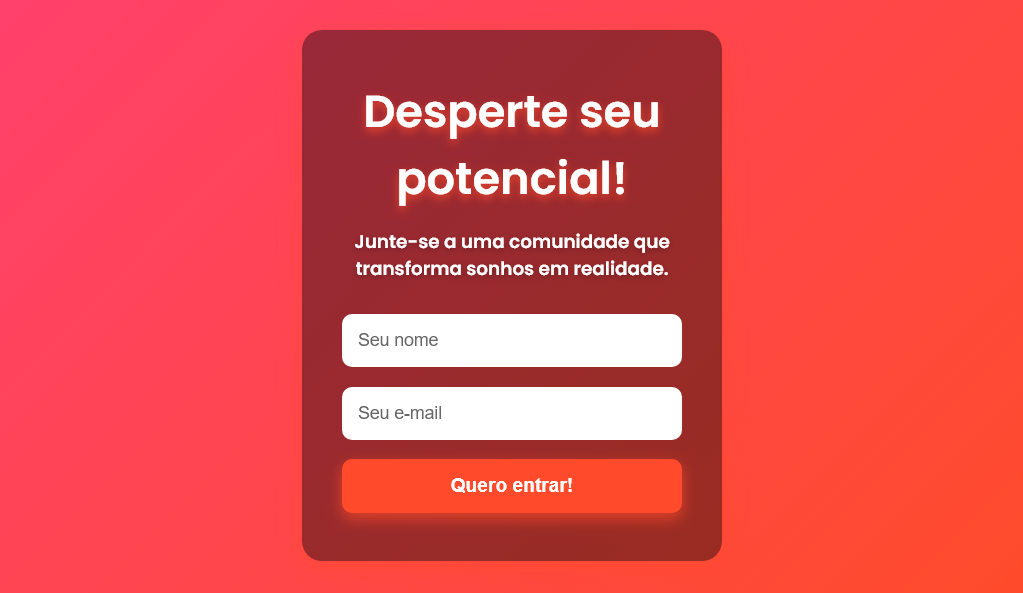 Desperte seu
potencial!
Junte-se a uma comunidade que
transforma sonhos em realidade.
Seu nome
Seu e-mail
Quero entrar!